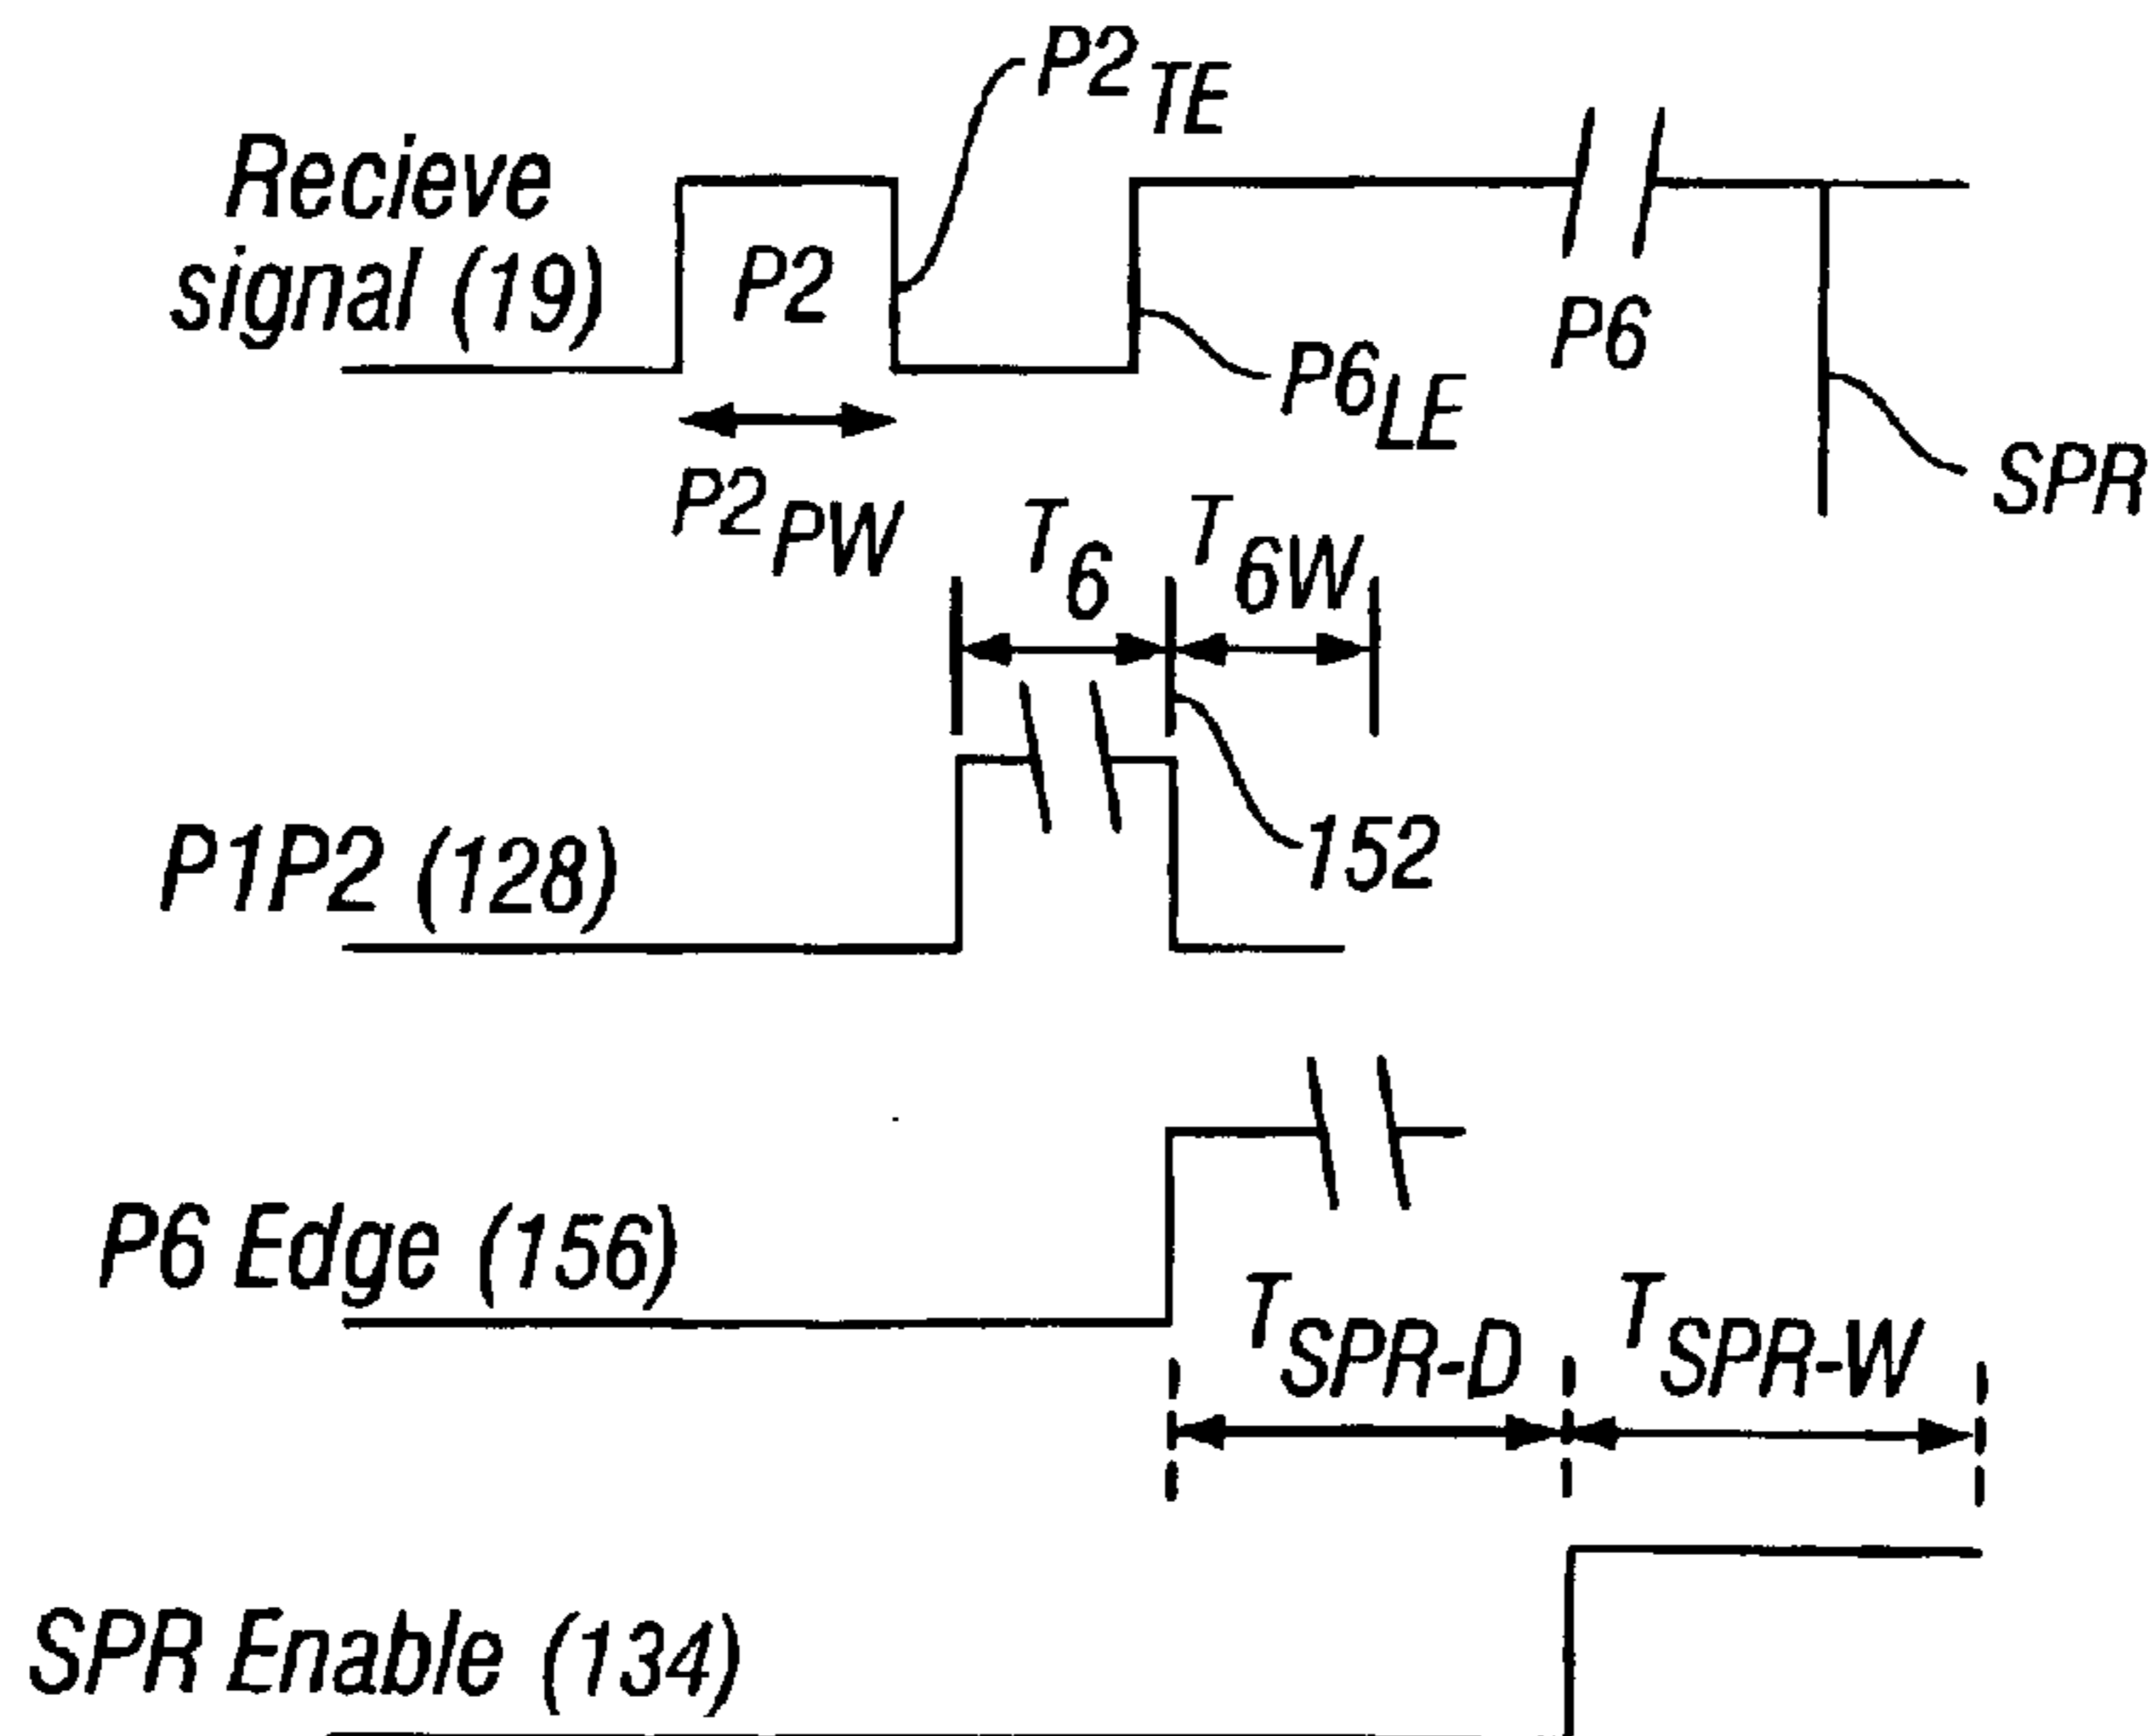 P2TE
Recieve
signal (19)
P2
P6
P6LE
SPR
P2PW
T6
T6W
152
P1P2 (128)
P6 Edge (156)
TSPR-D
TSPR-W
SPR Enable (134)